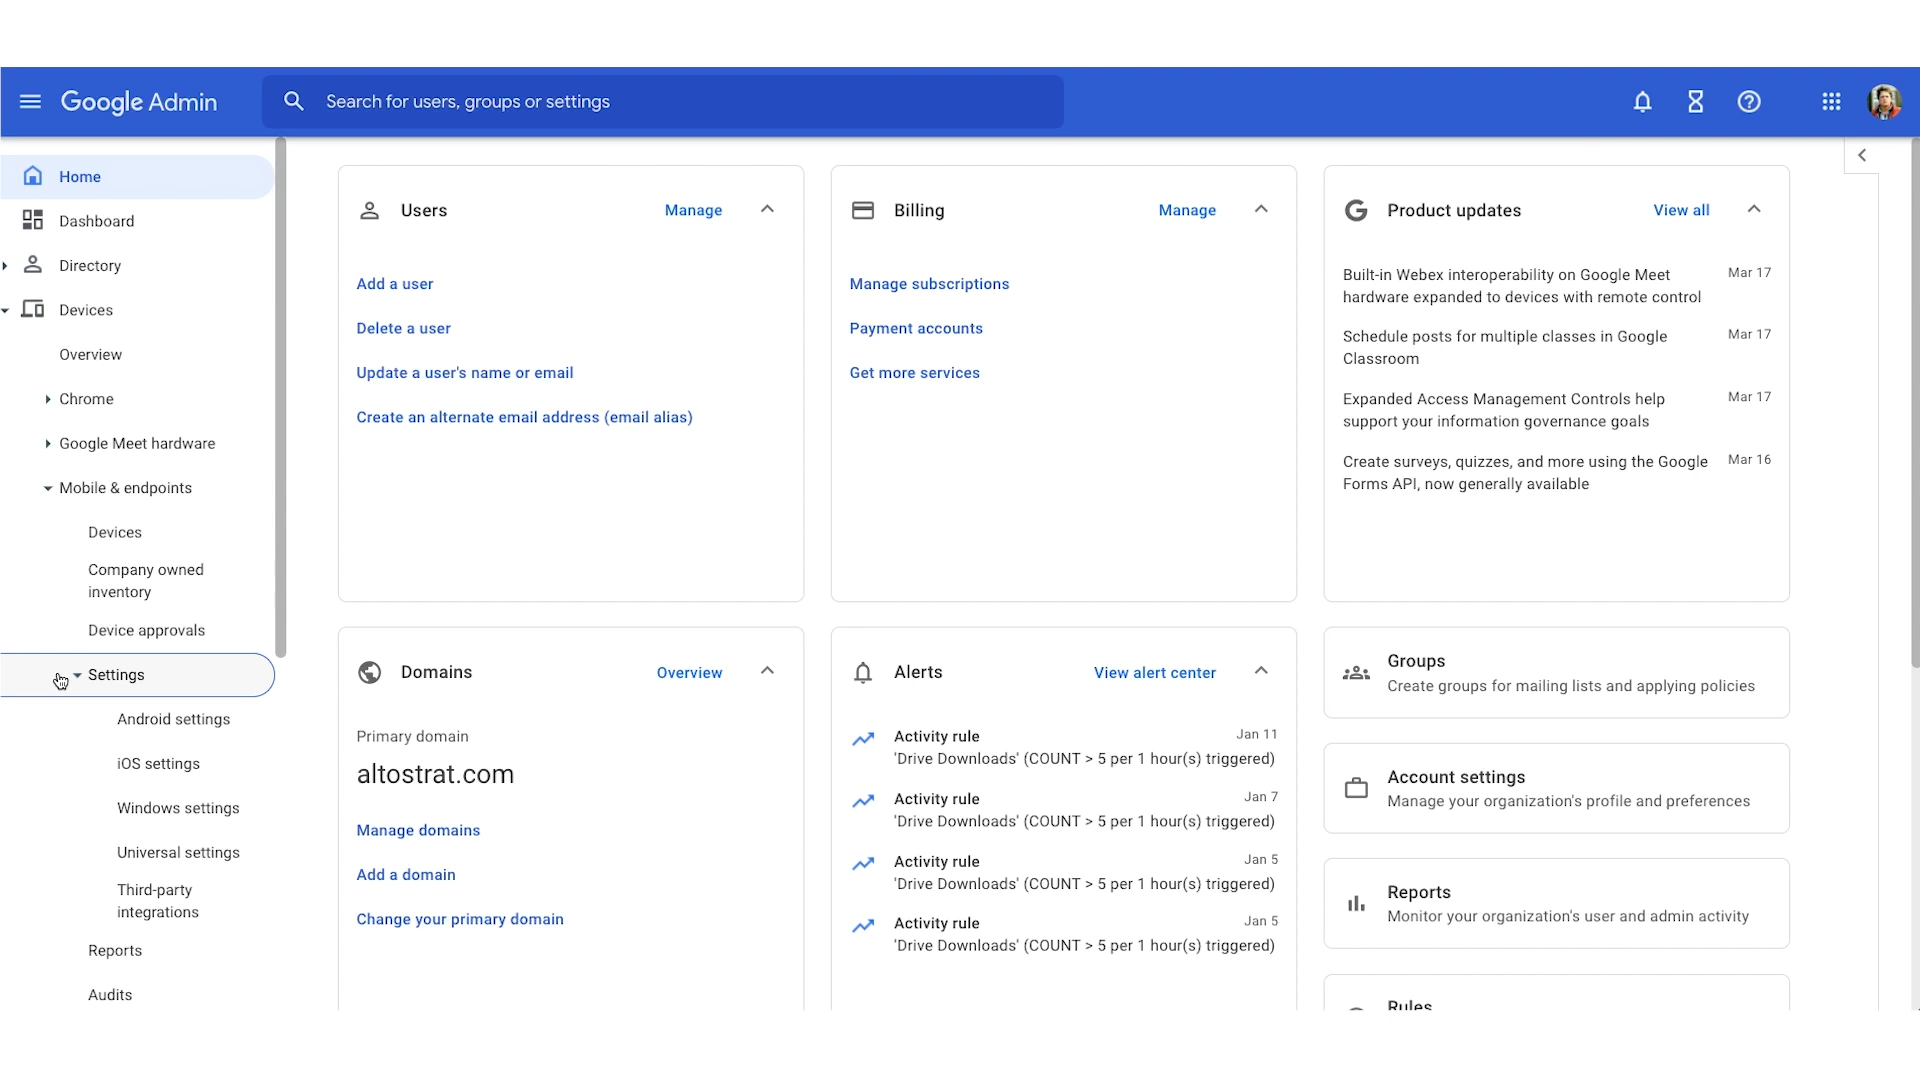 Google Admin
Search for users, groups or settings
Home
Dashboard
Directory
Devices
Overview
Chrome
Google Meet hardware
Mobile & endpoints
Devices
Company owned
inventory
Device approvals
Settings
Android settings
iOS settings
Windows settings
Universal settings
Third-party
integrations
Reports
Audits
Users
Manage
Add a user
Delete a user
Update a user's name or email
Create an alternate email address (email alias)
Billing
Manage
Manage subscriptions
Payment accounts
Get more services
Product updates
View all
Built-in Webex interoperability on Google Meet
Mar 17
hardware expanded to devices with remote control
Schedule posts for multiple classes in Google
Mar 17
Classroom
Expanded Access Management Controls help
Mar 17
support your information governance goals
Create surveys, quizzes, and more using the Google
Mar 16
Forms API, now generally available
Domains
Overview
Primary domain
altostrat.com
Manage domains
Add a domain
Change your primary domain
Alerts
View alert center
Activity rule
Jan 11
'Drive Downloads' (COUNT > 5 per 1 hour(s) triggered)
Activity rule
Jan 7
'Drive Downloads' (COUNT > 5 per 1 hour(s) triggered)
Activity rule
Jan 5
'Drive Downloads' (COUNT > 5 per 1 hour(s) triggered)
Activity rule
Jan 5
'Drive Downloads' (COUNT > 5 per 1 hour(s) triggered)
Groups
Create groups for mailing lists and applying policies
Account settings
Manage your organization's profile and preferences
Reports
Monitor your organization's user and admin activity
Rules